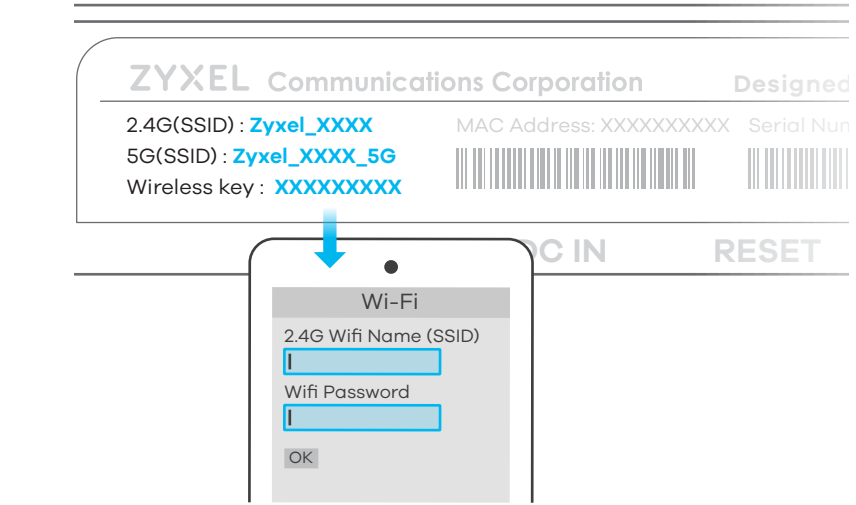 ZYXEL Communications Corporation Designed
2.4G(SSID) : Zyxel_XXXX MAC Address: XXXXXXXXXX Serial Num
5G(SSID) : Zyxel_XXXX_5G
Wireless key : XXXXXXXXX
DC IN RESET
Wi-Fi
2.4G Wifi Name (SSID)
Wifi Password
OK